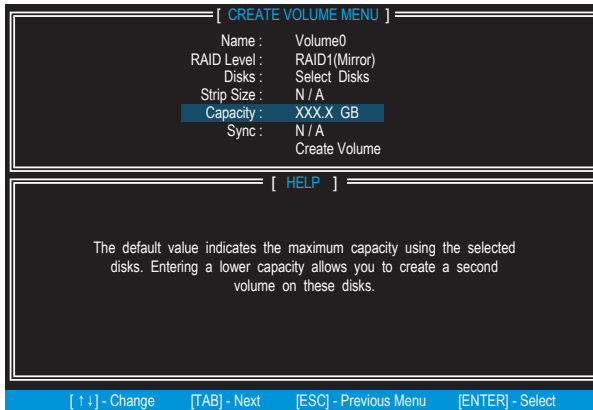 [ CREATE VOLUME MENU ]
Name : Volume0
RAID Level : RAID1(Mirror)
Disks : Select Disks
Strip Size : N / A
Capacity : XXX.X GB
Sync : N / A
Create Volume
[ HELP ]
The default value indicates the maximum capacity using the selected
disks. Entering a lower capacity allows you to create a second
volume on these disks.
[ ↑↓] - Change [TAB] - Next [ESC] - Previous Menu [ENTER] - Select